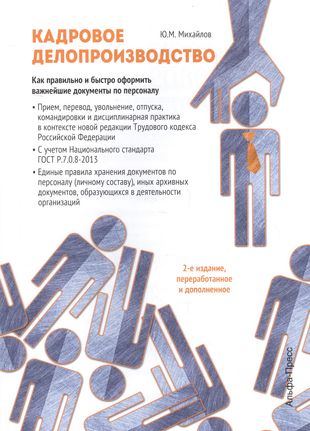 КАДРОВОЕ
ДЕЛОПРОИЗВОДСТВО
Ю.М. Михайлов
Как правильно и быстро оформить
важнейшие документы по персоналу
• Прием, перевод, увольнение, отпуска,
командировки и дисциплинарная практика
в контексте новой редакции Трудового кодекса
Российской Федерации
• С учетом Национального стандарта
ГОСТ Р.7.0.8-2013
• Единые правила хранения документов по
персоналу (личному составу), иных архивных
документов, образующихся в деятельности
организаций
2-е издание,
переработанное
и дополненное
Альфа-Пресс